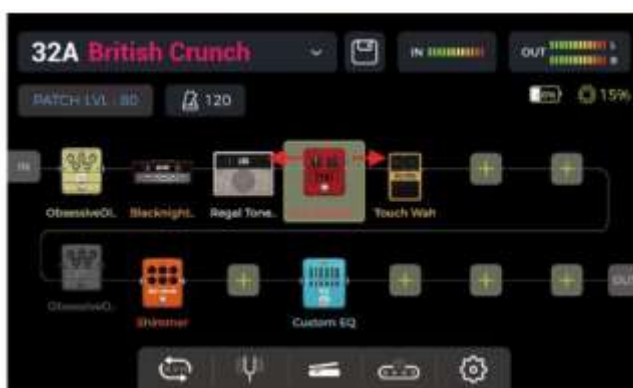 32A British Crunch
IN
OUT
L
R
PATCH LVL : 80
120
15%
IN
ObsessiveDi..
Blacknight..
Regal Tone..
Touch Wah
ObsessiveD..
Shimmer
Custom EQ
OUT